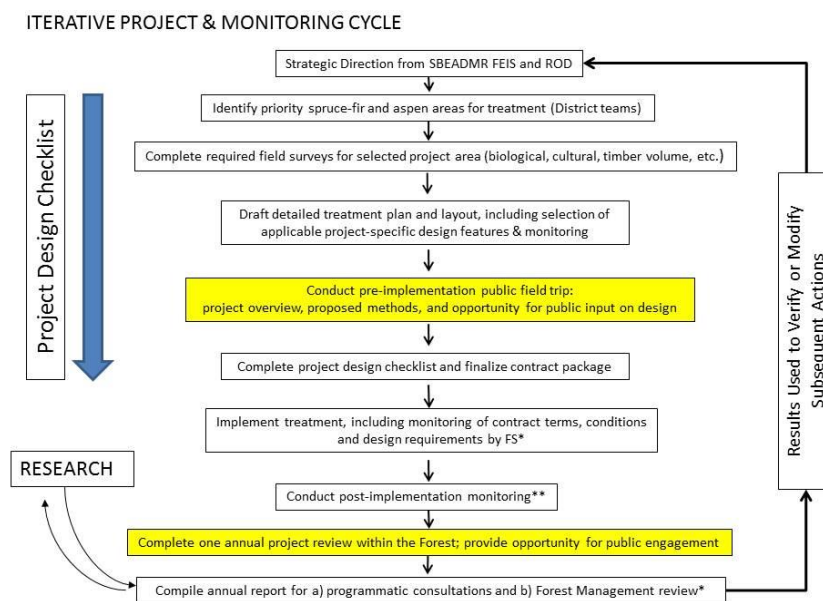 ITERATIVE PROJECT & MONITORING CYCLE
Strategic Direction from SBEADMR FEIS and ROD
Identify priority spruce-fir and aspen areas for treatment (District teams)
Complete required field surveys for selected project area (biological, cultural, timber volume, etc.)
Draft detailed treatment plan and layout, including selection of
applicable project-specific design features & monitoring
Conduct pre-implementation public field trip:
project overview, proposed methods, and opportunity for public input on design
Complete project design checklist and finalize contract package
Implement treatment, including monitoring of contract terms, conditions
and design requirements by FS*
Conduct post-implementation monitoring**
Complete one annual project review within the Forest; provide opportunity for public engagement
Compile annual report for a) programmatic consultations and b) Forest Management review*
Project Design Checklist
RESEARCH
Results Used to Verify or Modify
Subsequent Actions